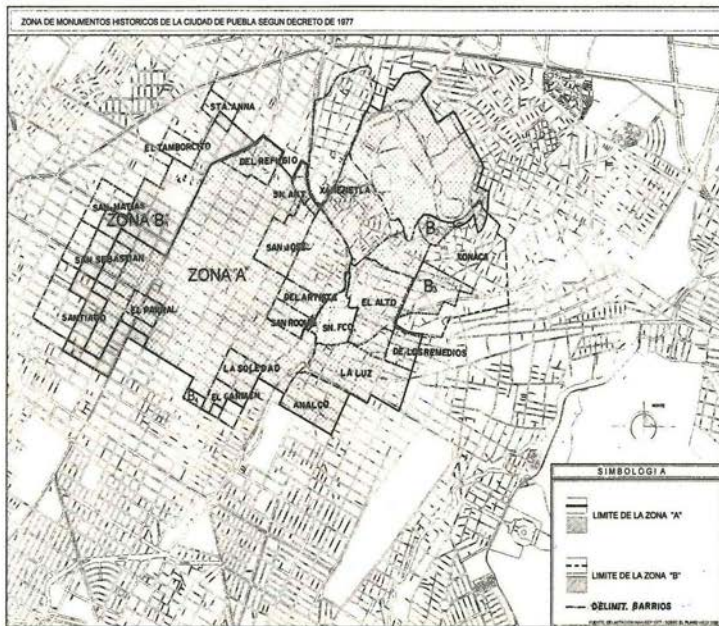 ZONA DE MONUMENTOS HISTORICOS DE LA CIUDAD DE PUEBLA SEGUN DECRETO DE 1977
STA. ANNA
EL TAMBORCITO
DEL REFUGIO
SN. ANT.
XANENETLA
SAN MATIAS
ZONA "B"
SAN JOSE
B
XONACA
SAN SEBASTIAN
ZONA "A"
B
DEL ARTISTA
EL ALTO
SANTIAGO
EL PARRAL
SAN ROQUE
SN. FCO.
DE LOS REMEDIOS
LA SOLEDAD
LA LUZ
B
EL CARMEN
ANALCO
NORTE
SIMBOLOGIA
LIMITE DE LA ZONA "A"
LIMITE DE LA ZONA "B"
DELIMIT. BARRIOS